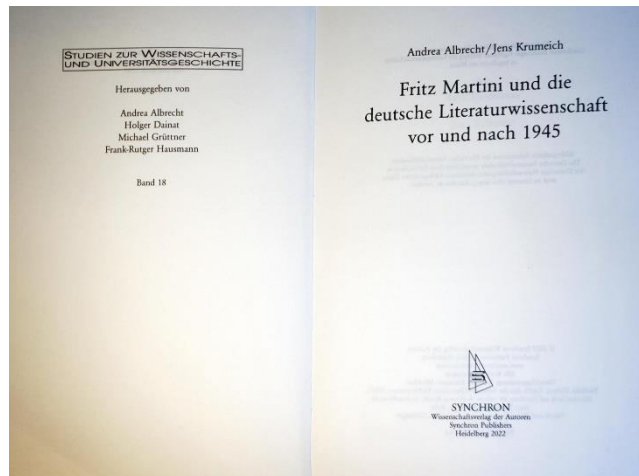 STUDIEN ZUR WISSENSCHAFTS-
UND UNIVERSITÄTSGESCHICHTE
Herausgegeben von
Andrea Albrecht
Holger Dainat
Michael Grüttner
Frank-Rutger Hausmann
Band 18
Andrea Albrecht/Jens Krumeich
Fritz Martini und die
deutsche Literaturwissenschaft
vor und nach 1945
S
SYNCHRON
Wissenschaftsverlag der Autoren
Synchron Publishers
Heidelberg 2022